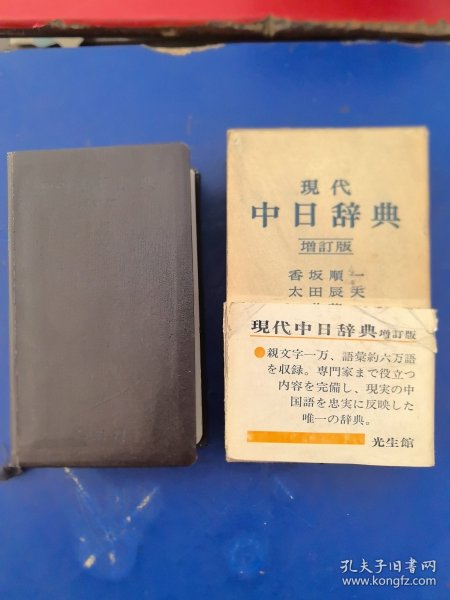 現代
中日辞典
増訂版
香坂順一
太田辰夫
現代中日辞典増訂版
●親文字一万、語彙約六万語
を収録。専門家まで役立つ
内容を完備し、現実の中
国語を忠実に反映した
唯一の辞典。
光生館
孔夫子旧书网
www.kongfz.com